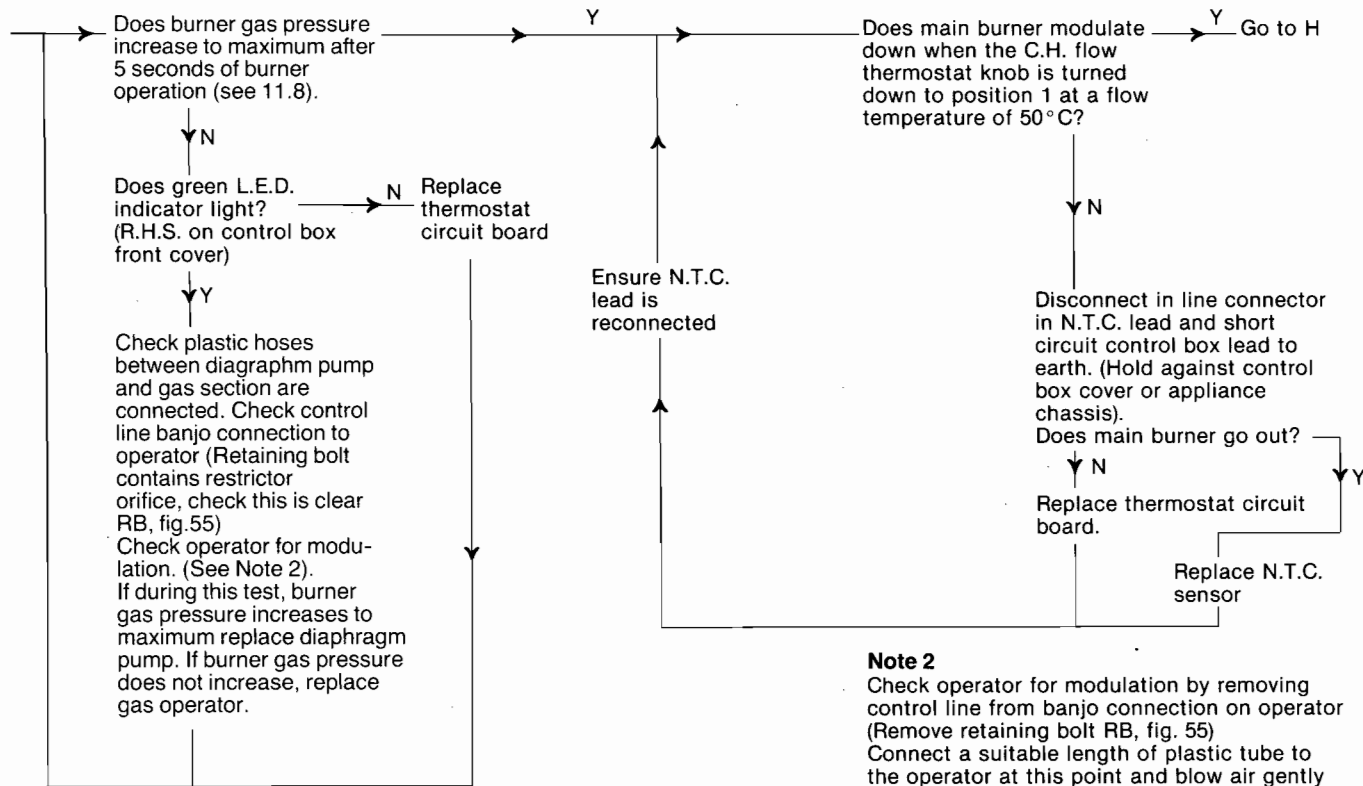 Does burner gas pressure
increase to maximum after
5 seconds of burner
operation (see 11.8).
Y
N
Does green L.E.D.
indicator light?
(R.H.S. on control box
front cover)
N
Replace
thermostat
circuit board
Y
Check plastic hoses
between diagraphm pump
and gas section are
connected. Check control
line banjo connection to
operator (Retaining bolt
contains restrictor
orifice, check this is clear
RB, fig.55)
Check operator for modu-
lation. (See Note 2).
If during this test, burner
gas pressure increases to
maximum replace diaphragm
pump. If burner gas pressure
does not increase, replace
gas operator.
Ensure N.T.C.
lead is
reconnected
Does main burner modulate
down when the C.H. flow
thermostat knob is turned
down to position 1 at a flow
temperature of 50°C?
Y
Go to H
N
Disconnect in line connector
in N.T.C. lead and short
circuit control box lead to
earth. (Hold against control
box cover or appliance
chassis).
Does main burner go out?
N
Y
Replace thermostat circuit
board.
Replace N.T.C.
sensor
Note 2
Check operator for modulation by removing
control line from banjo connection on operator
(Remove retaining bolt RB, fig. 55)
Connect a suitable length of plastic tube to
the operator at this point and blow air gently